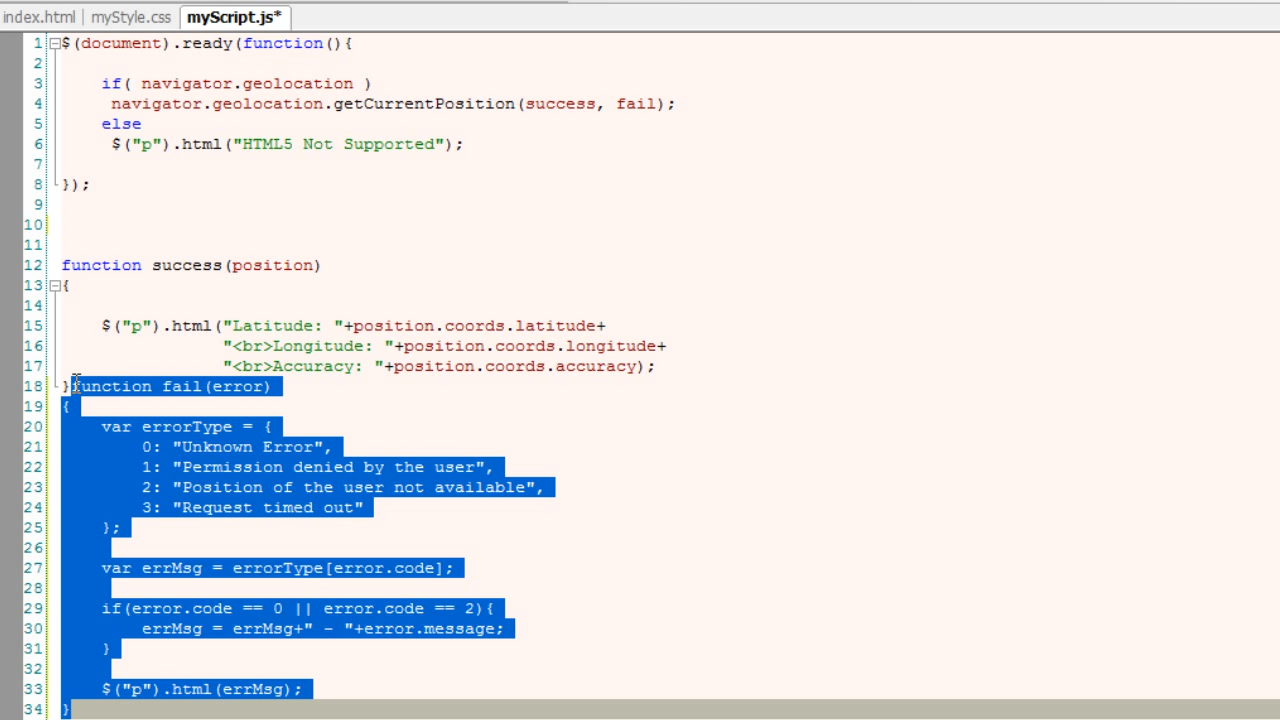 index.html | myStyle.css myScript.js*
1 $(document).ready(function(){
2
3 if( navigator.geolocation )
4 navigator.geolocation.getCurrentPosition(success, fail);
5 else
6 $("p").html("HTML5 Not Supported");
7
8 });
9
10
11
12 function success(position)
13 {
14
15 $("p").html("Latitude: "+position.coords.latitude+
16 "<br>Longitude: "+position.coords.longitude+
17 "<br>Accuracy: "+position.coords.accuracy);
18 }function fail(error)
19 {
20 var errorType = {
21 0: "Unknown Error",
22 1: "Permission denied by the user",
23 2: "Position of the user not available",
24 3: "Request timed out"
25 };
26
27 var errMsg = errorType[error.code];
28
29 if(error.code == 0 || error.code == 2){
30 errMsg = errMsg+" - "+error.message;
31 }
32
33 $("p").html(errMsg);
34 }